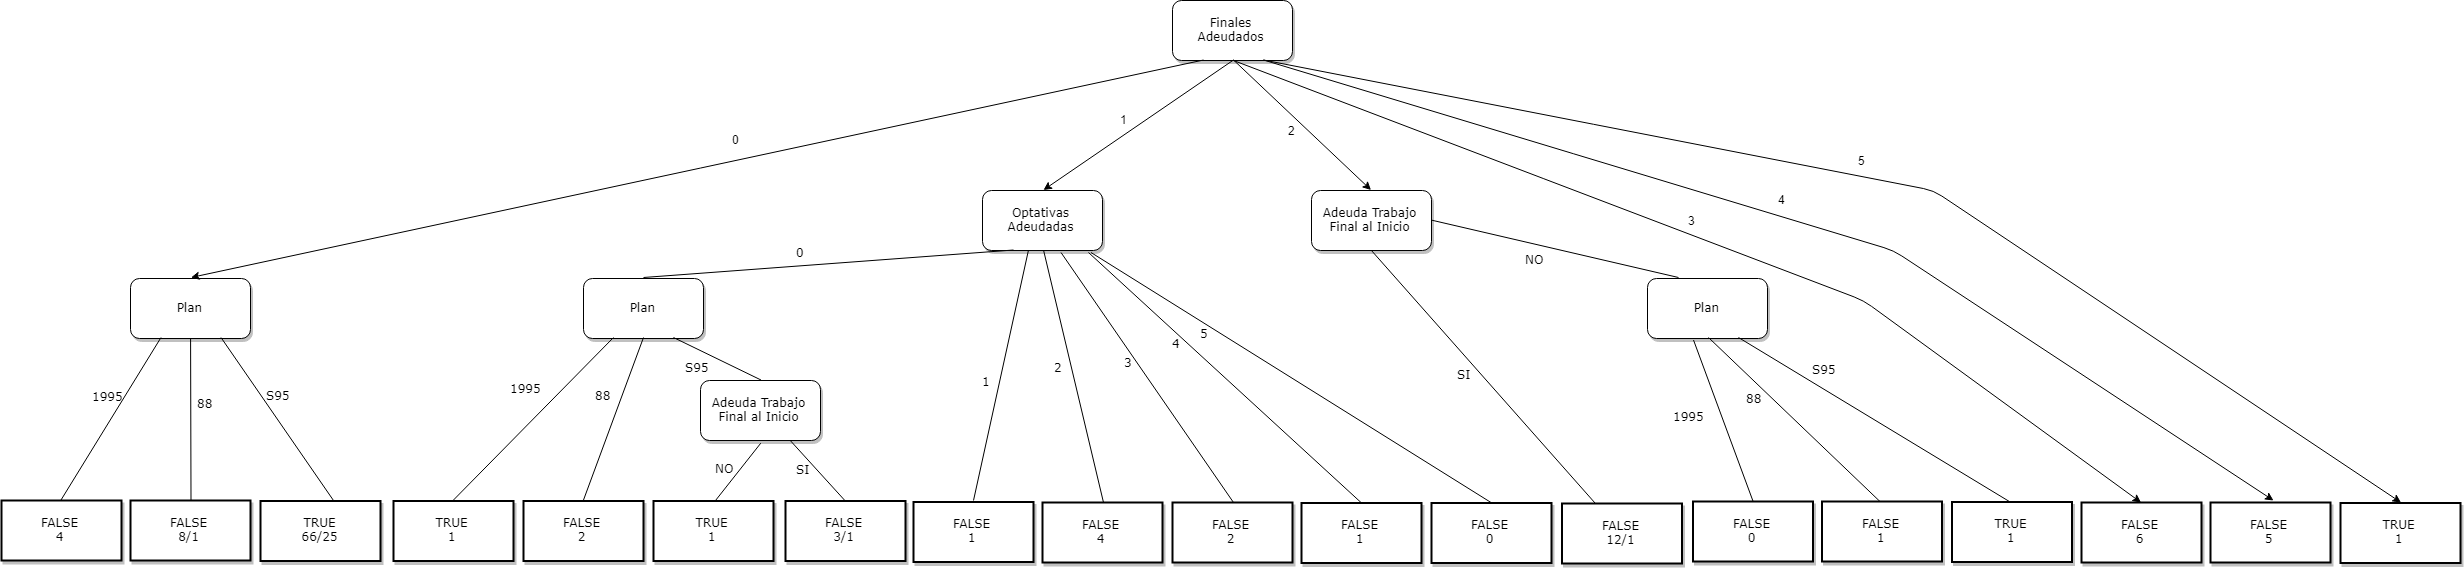 Finales
Adeudados
0
1
2
3
4
5
Optativas
Adeudadas
Adeuda Trabajo
Final al Inicio
0
NO
Plan
Plan
Plan
1995
88
S95
1995
88
S95
Adeuda Trabajo
Final al Inicio
NO
SI
1
2
3
4
5
SI
1995
88
S95
FALSE
4
FALSE
8/1
TRUE
66/25
TRUE
1
FALSE
2
TRUE
1
FALSE
3/1
FALSE
1
FALSE
4
FALSE
2
FALSE
1
FALSE
0
FALSE
12/1
FALSE
0
FALSE
1
TRUE
1
FALSE
6
FALSE
5
TRUE
1